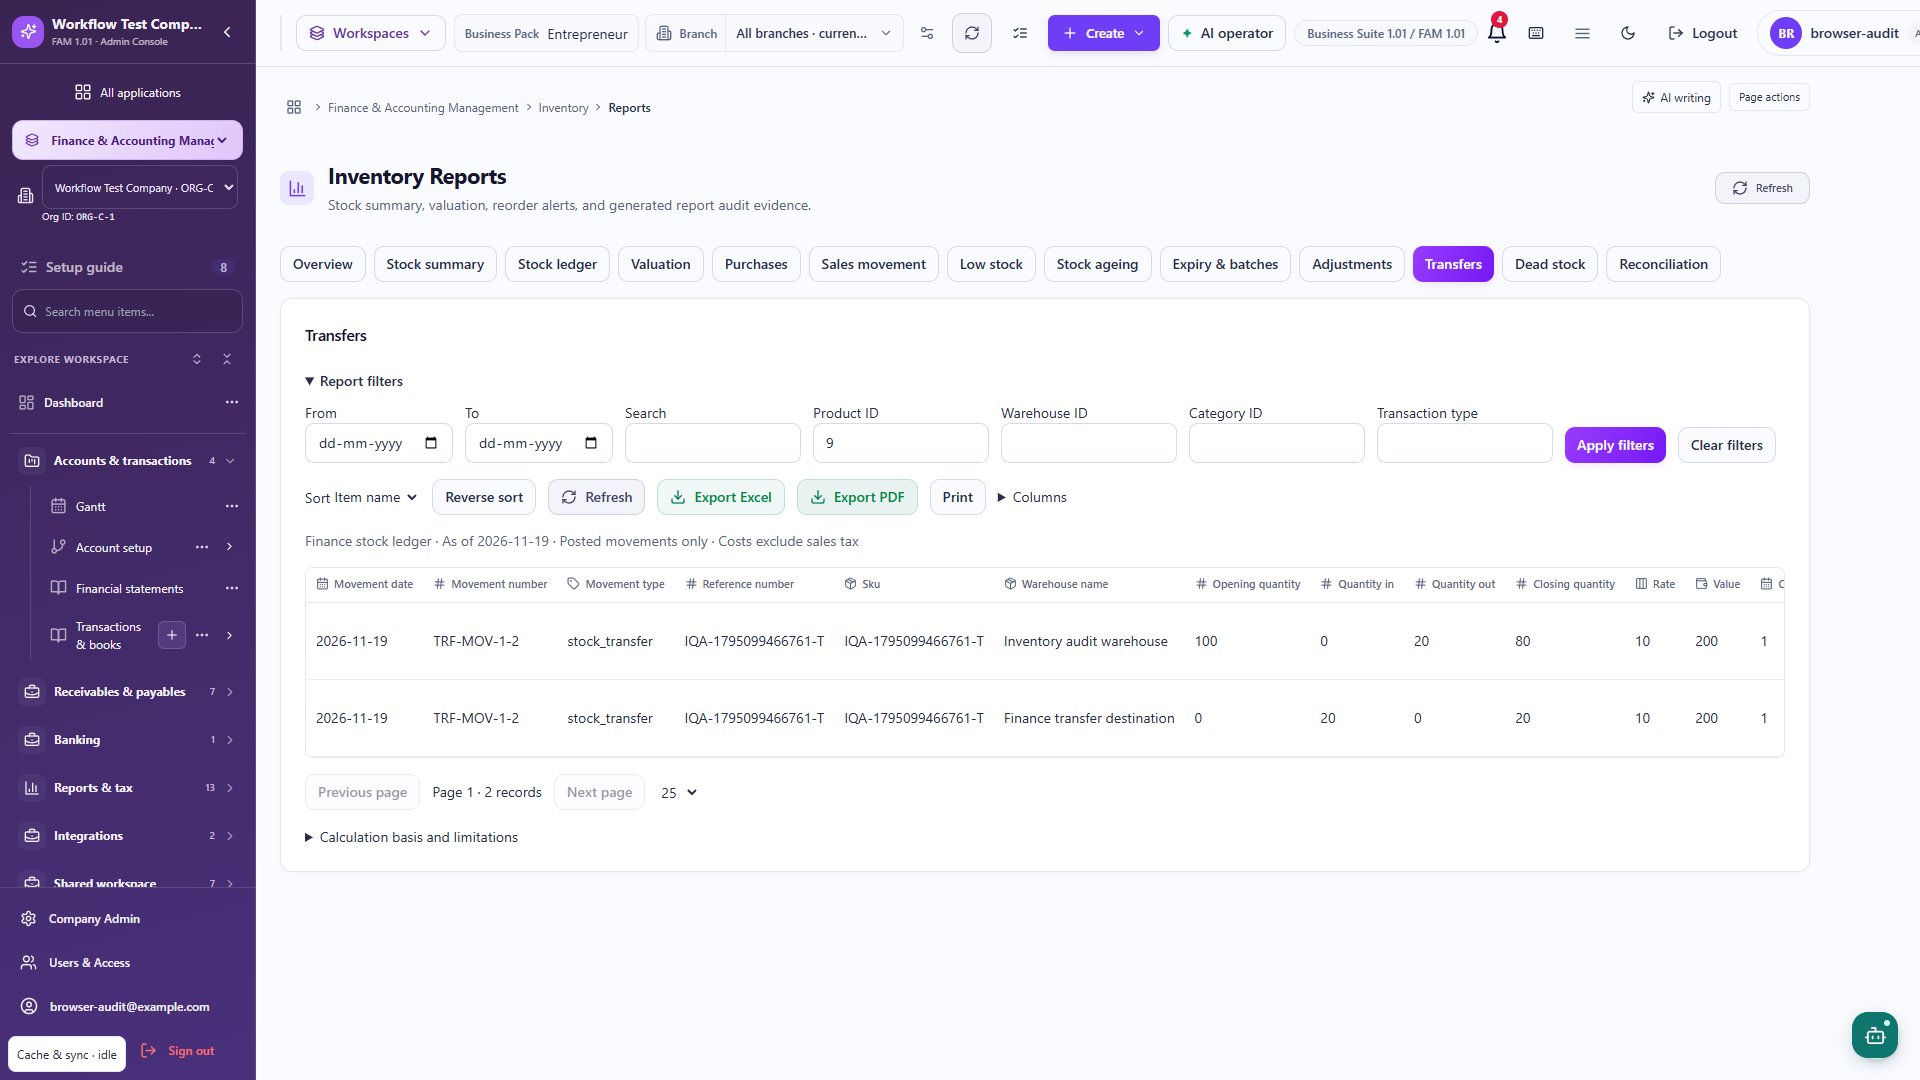 Workflow Test Comp...
FAM 1.01 · Admin Console
All applications
Finance & Accounting Manag
Workflow Test Company · ORG-C
Org ID: ORG-C-1
Setup guide 8
Search menu items...
EXPLORE WORKSPACE
Dashboard
Accounts & transactions 4
Gantt
Account setup
Financial statements
Transactions & books
Receivables & payables 7
Banking 1
Reports & tax 13
Integrations 2
Shared workspace 7
Company Admin
Users & Access
browser-audit@example.com
Cache & sync · idle
Sign out
Workspaces
Business Pack Entrepreneur
Branch All branches · curren...
Create
AI operator
Business Suite 1.01 / FAM 1.01
4
Logout
BR browser-audit
Finance & Accounting Management > Inventory > Reports
AI writing
Page actions
Inventory Reports
Stock summary, valuation, reorder alerts, and generated report audit evidence.
Refresh
Overview Stock summary Stock ledger Valuation Purchases Sales movement Low stock Stock ageing Expiry & batches Adjustments Transfers Dead stock Reconciliation
Transfers
Report filters
From To Search Product ID Warehouse ID Category ID Transaction type
dd-mm-yyyy dd-mm-yyyy 9 Apply filters Clear filters
Sort Item name Reverse sort Refresh Export Excel Export PDF Print Columns
Finance stock ledger · As of 2026-11-19 · Posted movements only · Costs exclude sales tax
Movement date Movement number Movement type Reference number Sku Warehouse name Opening quantity Quantity in Quantity out Closing quantity Rate Value
2026-11-19 TRF-MOV-1-2 stock_transfer IQA-1795099466761-T IQA-1795099466761-T Inventory audit warehouse 100 0 20 80 10 200 1
2026-11-19 TRF-MOV-1-2 stock_transfer IQA-1795099466761-T IQA-1795099466761-T Finance transfer destination 0 20 0 20 10 200 1
Previous page Page 1 · 2 records Next page 25
Calculation basis and limitations